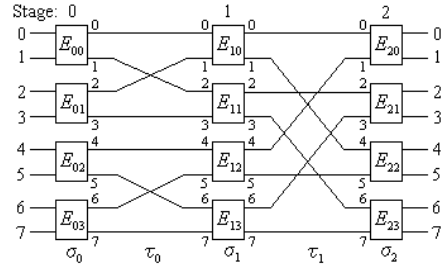 Stage: 0 1 2
0 0 0 0 0 0
1 E₀₀ E₁₀ E₂₀ 1
1 1 1 1
2 2 2 2 2 2
E₀₁ E₁₁ E₂₁
3 3 3 3 3 3
4 4 4 4 4 4
E₀₂ E₁₂ E₂₂
5 5 5 5 5 5
6 6 6 6 6 6
E₀₃ E₁₃ E₂₃
7 7 7 7 7 7
σ₀ τ₀ σ₁ τ₁ σ₂